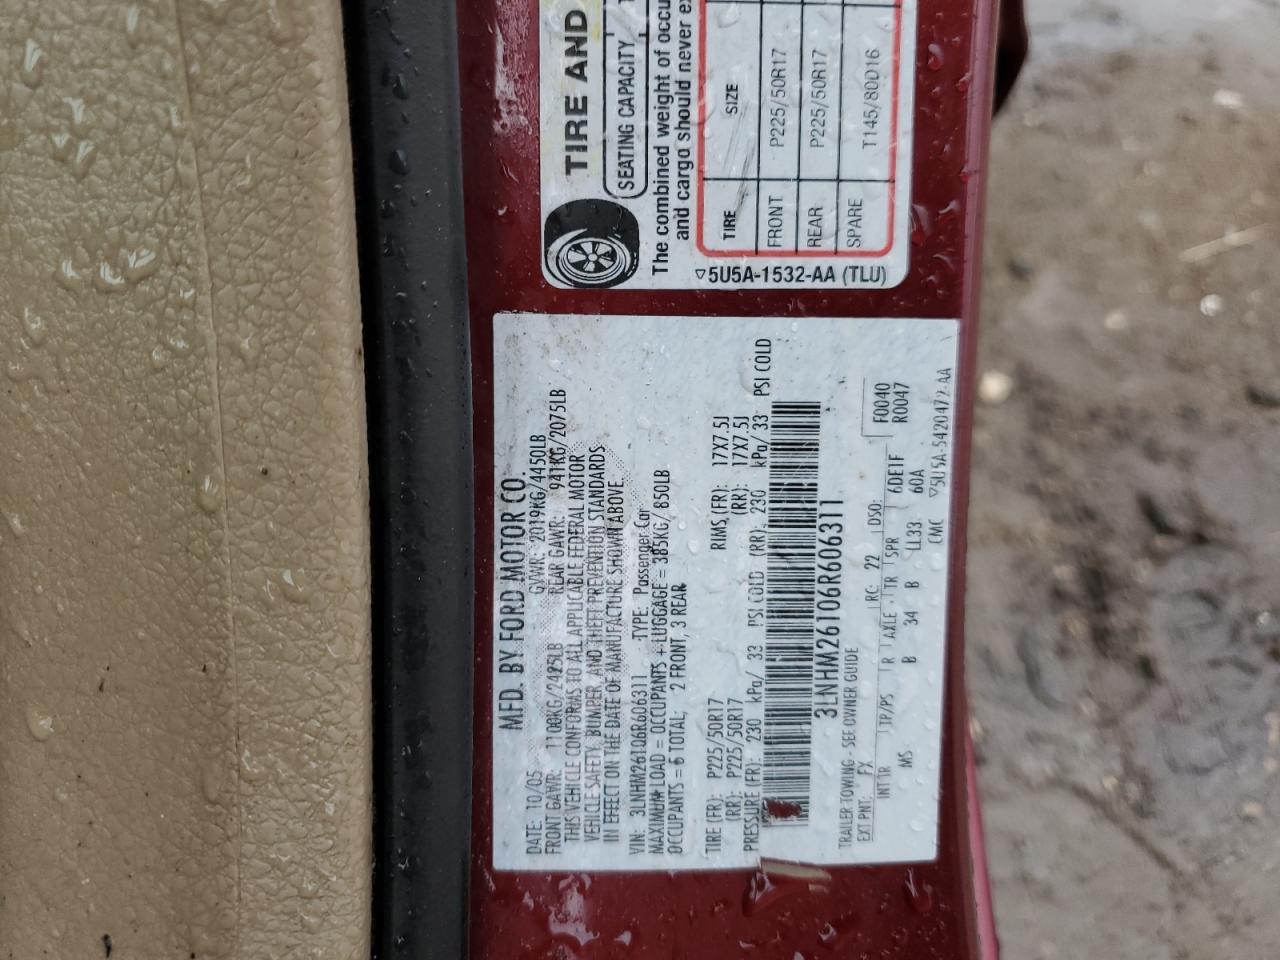 TIRE AND
SEATING CAPACITY
The combined weight of occu
and cargo should never ex
TIRE SIZE
FRONT P225/50R17
REAR P225/50R17
SPARE T145/80D16
▽5U5A-1532-AA (TLU)
MFD. BY FORD MOTOR CO.
DATE: 10/05 GVWR: 2019KG/4450LB
FRONT GAWR: 1100KG/2425LB REAR GAWR: 941KG/2075LB
THIS VEHICLE CONFORMS TO ALL APPLICABLE FEDERAL MOTOR
VEHICLE SAFETY, BUMPER, AND THEFT PREVENTION STANDARDS
IN EFFECT ON THE DATE OF MANUFACTURE SHOWN ABOVE.
VIN: 3LNHM26106R606311 TYPE: Passenger Car
MAXIMUM LOAD = OCCUPANTS + LUGGAGE = 385KG/ 850LB
OCCUPANTS = 6 TOTAL: 2 FRONT, 3 REAR
TIRE (FR): P225/50R17 RIMS (FR): 17X7.5J
(RR): P225/50R17 (RR): 17X7.5J
PRESSURE (FR): 230 kPa/ 33 PSI COLD (RR): 230 kPa/ 33 PSI COLD
3LNHM26106R606311
TRAILER TOWING - SEE OWNER GUIDE
EXT PNT: FX RC: 22 DSO: F0040
R0047
INT TR TP/PS R AXLE TR SPR 6DE1F
MS B 34 B LL33 60A
CMC ▽5U5A-5420472-AA